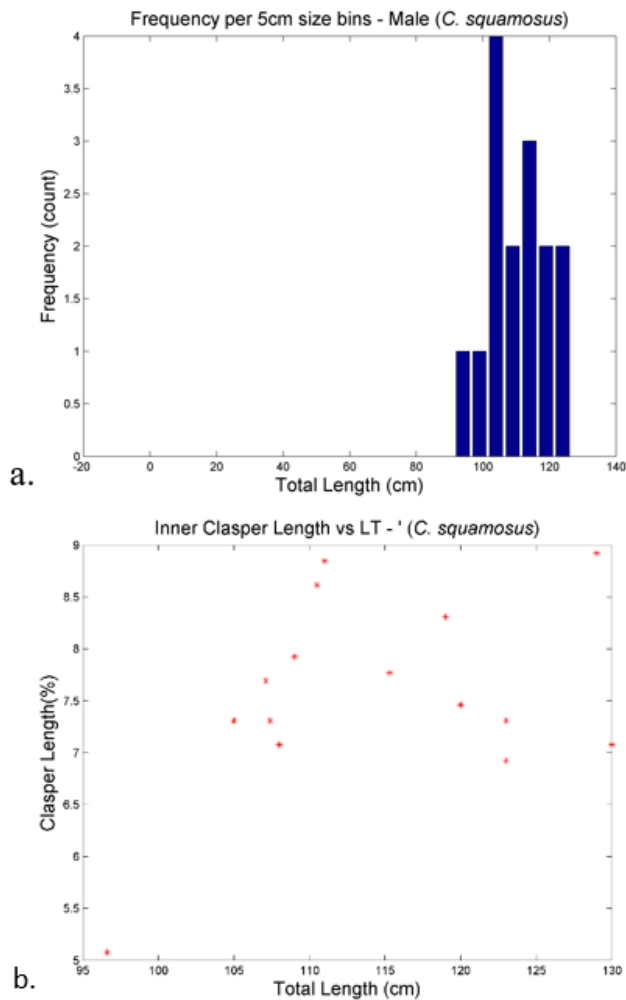 Frequency per 5cm size bins - Male (C. squamosus)
4
3.5
3
2.5
2
1.5
1
0.5
0
Frequency (count)
-20 0 20 40 60 80 100 120 140
Total Length (cm)
a.
Inner Clasper Length vs LT - ' (C. squamosus)
9
8.5
8
7.5
7
6.5
6
5.5
5
Clasper Length(%)
95 100 105 110 115 120 125 130
Total Length (cm)
b.